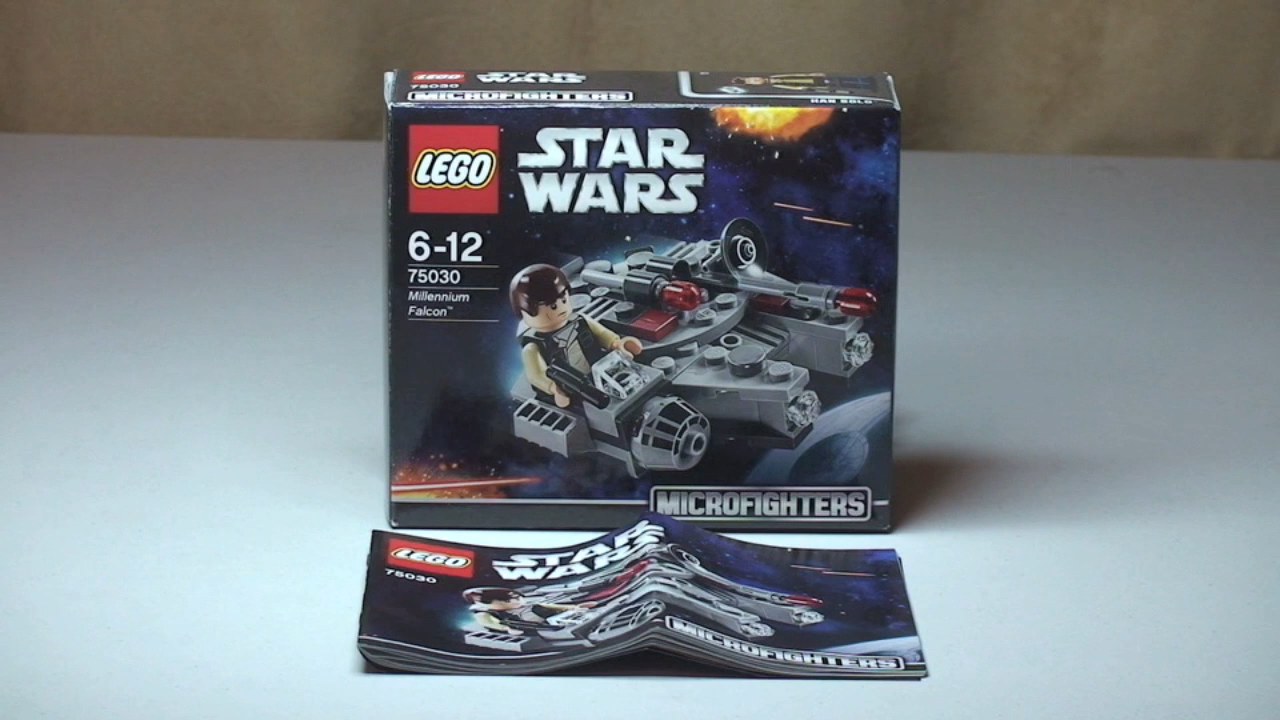 LEGO STAR WARS
75030
MICROFIGHTERS
HAN SOLO
LEGO
STAR
WARS
6-12
75030
Millennium
Falcon™
MICROFIGHTERS
LEGO
STAR
WARS
75030
MICROFIGHTERS